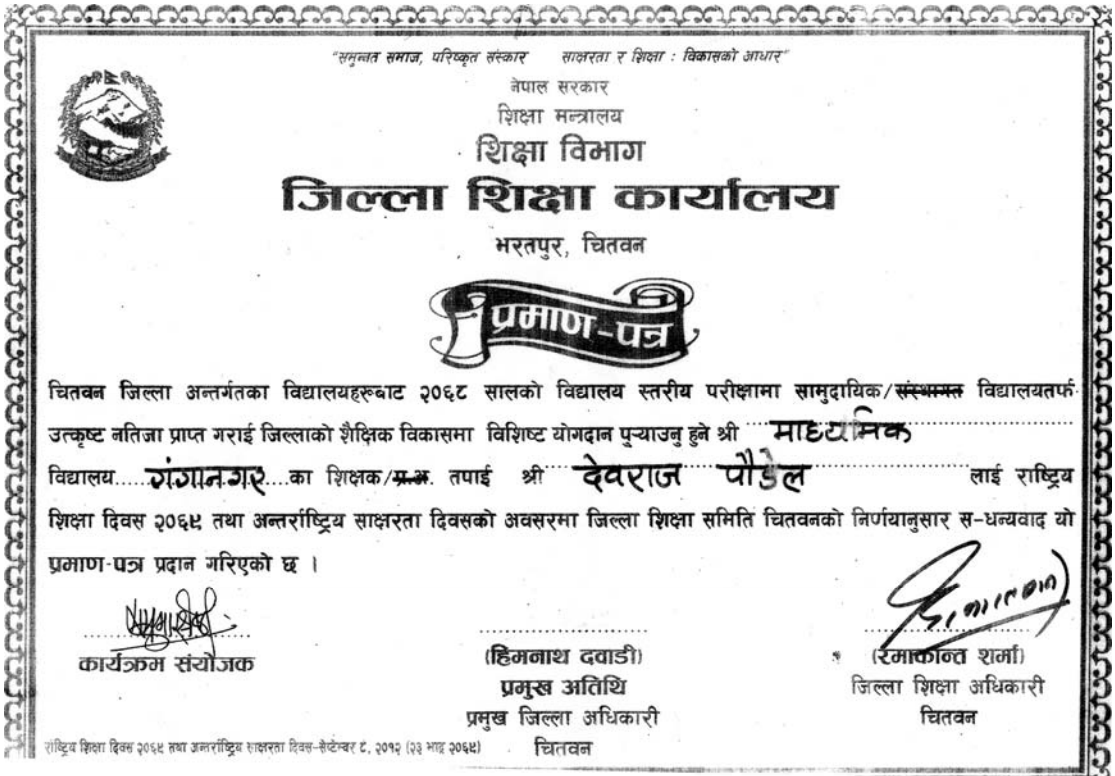 "समुन्नत समाज, परिष्कृत संस्कार साक्षरता र शिक्षा : विकासको आधार"
नेपाल सरकार
शिक्षा मन्त्रालय
शिक्षा विभाग
जिल्ला शिक्षा कार्यालय
भरतपुर, चितवन
प्रमाण-पत्र
चितवन जिल्ला अन्तर्गतका विद्यालयहरूबाट २०६८ सालको विद्यालय स्तरीय परीक्षामा सामुदायिक/संस्थागत विद्यालयतर्फ
उत्कृष्ट नतिजा प्राप्त गराई जिल्लाको शैक्षिक विकासमा विशिष्ट योगदान पुऱ्याउनु हुने श्री माध्यमिक
विद्यालय.....गंगानगर....का शिक्षक/प्र.अ. तपाई श्री देवराज पौडेल लाई राष्ट्रिय
शिक्षा दिवस २०६९ तथा अन्तर्राष्ट्रिय साक्षरता दिवसको अवसरमा जिल्ला शिक्षा समिति चितवनको निर्णयानुसार स-धन्यवाद यो
प्रमाण-पत्र प्रदान गरिएको छ ।
कार्यक्रम संयोजक
(हिमनाथ दवाडी)
प्रमुख अतिथि
प्रमुख जिल्ला अधिकारी
चितवन
(रमाकान्त शर्मा)
जिल्ला शिक्षा अधिकारी
चितवन
राष्ट्रिय शिक्षा दिवस २०६९ तथा अन्तर्राष्ट्रिय साक्षरता दिवस-सेप्टेम्बर ८, २०१२ (२३ भाद्र २०६९)